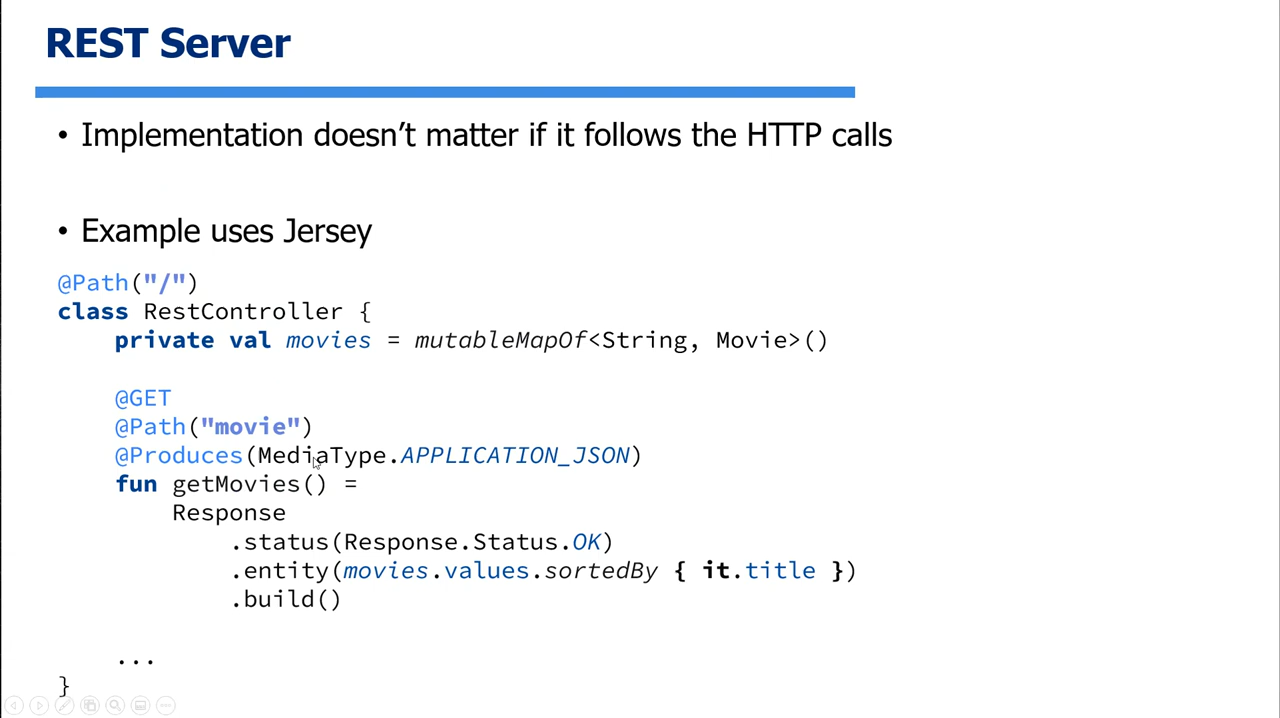 REST Server
• Implementation doesn’t matter if it follows the HTTP calls
• Example uses Jersey
@Path("/")
class RestController {
    private val movies = mutableMapOf<String, Movie>()
    @GET
    @Path("movie")
    @Produces(MediaType.APPLICATION_JSON)
    fun getMovies() =
        Response
            .status(Response.Status.OK)
            .entity(movies.values.sortedBy { it.title })
            .build()
    ...
}